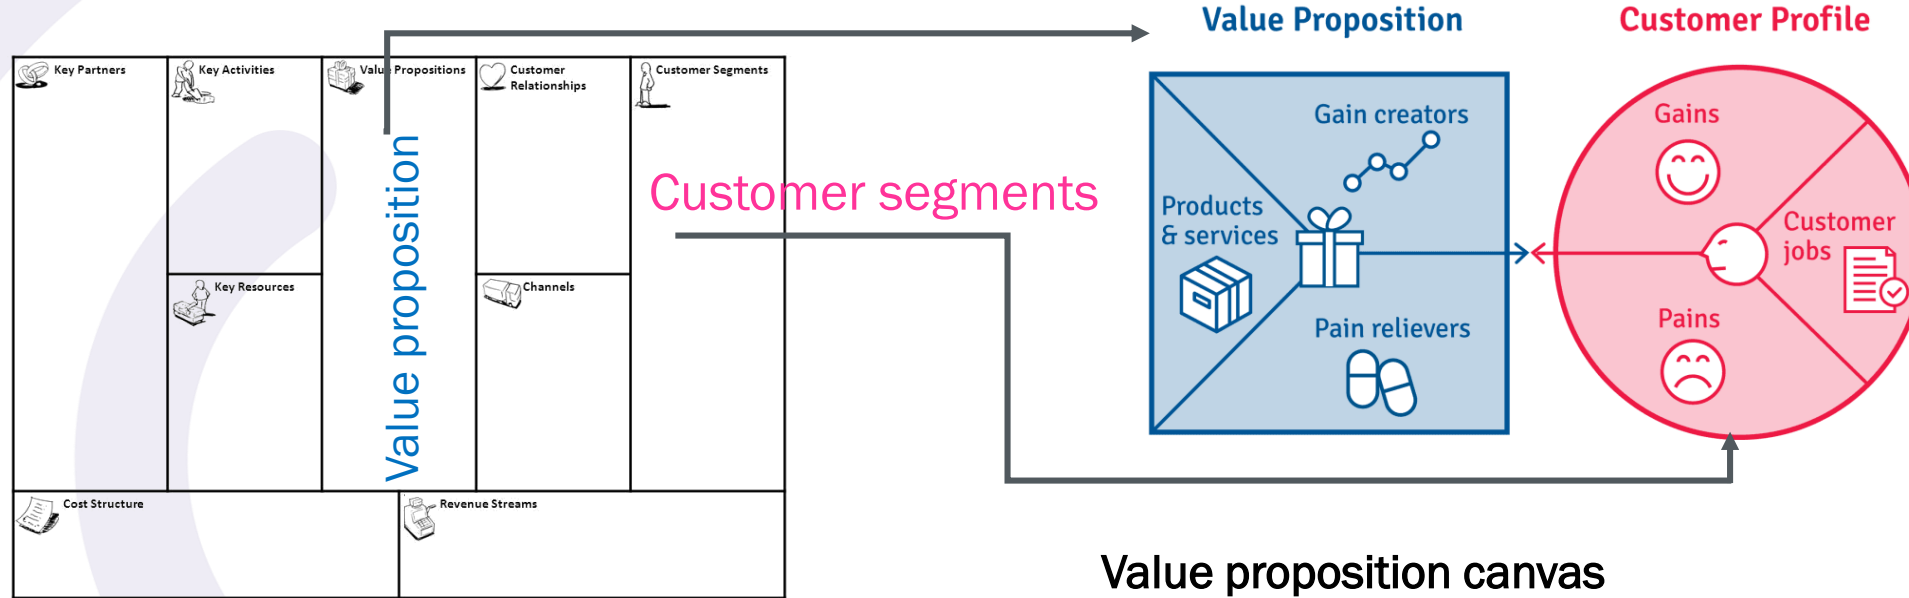 Key Partners
Key Activities
Value Propositions
Customer
Relationships
Customer Segments
Key Resources
Channels
Cost Structure
Revenue Streams
Value proposition
Customer segments
Value Proposition
Gain creators
Products
& services
Pain relievers
Customer Profile
Gains
Customer
jobs
Pains
Value proposition canvas